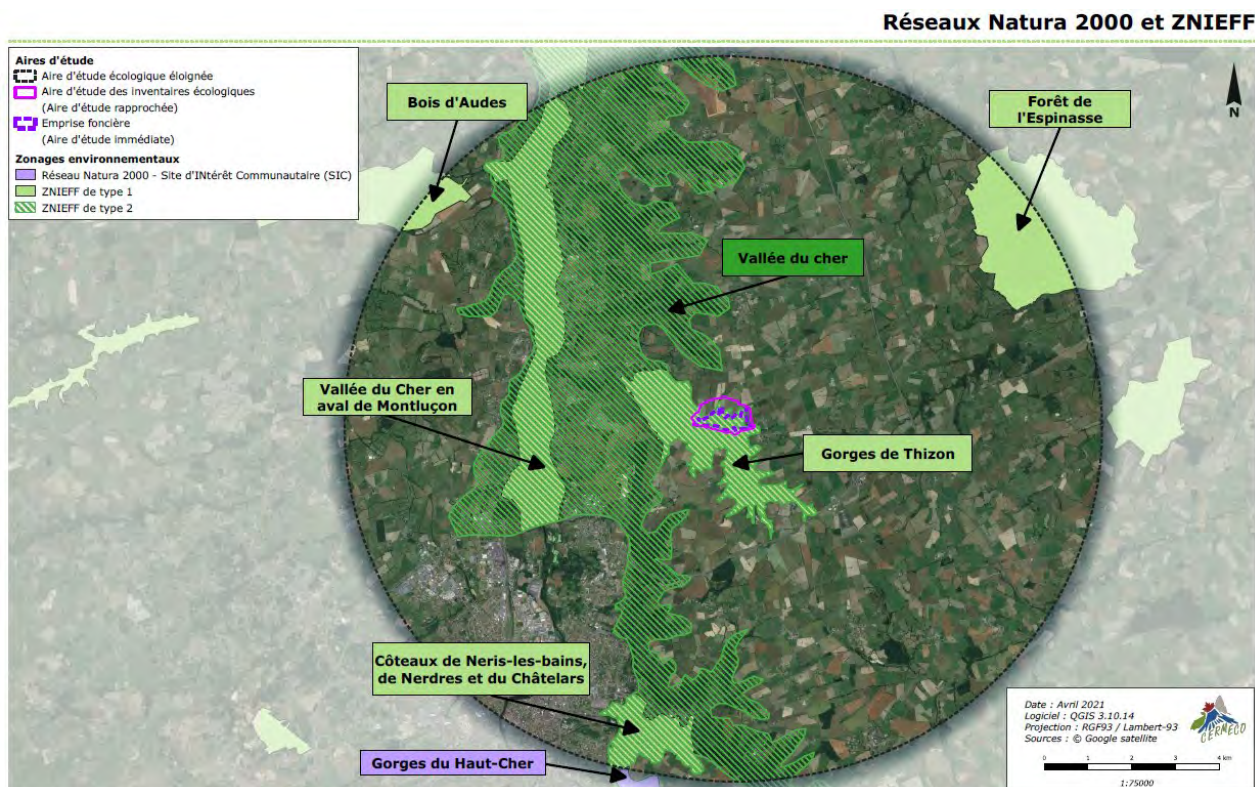 Réseaux Natura 2000 et ZNIEFF
Aires d'étude
Aire d'étude écologique éloignée
Aire d'étude des inventaires écologiques
(Aire d'étude rapprochée)
Emprise foncière
(Aire d'étude immédiate)
Zonages environnementaux
Réseau Natura 2000 - Site d'INtérêt Communautaire (SIC)
ZNIEFF de type 1
ZNIEFF de type 2
Bois d'Audes
Forêt de
l'Espinasse
N
Vallée du cher
Vallée du Cher en
aval de Montluçon
Gorges de Thizon
Côteaux de Neris-les-bains,
de Nerdres et du Châtelars
Gorges du Haut-Cher
Date : Avril 2021
Logiciel : QGIS 3.10.14
Projection : RGF93 / Lambert-93
Sources : © Google satellite
CERMECO
0 1 2 3 4 km
1:75000